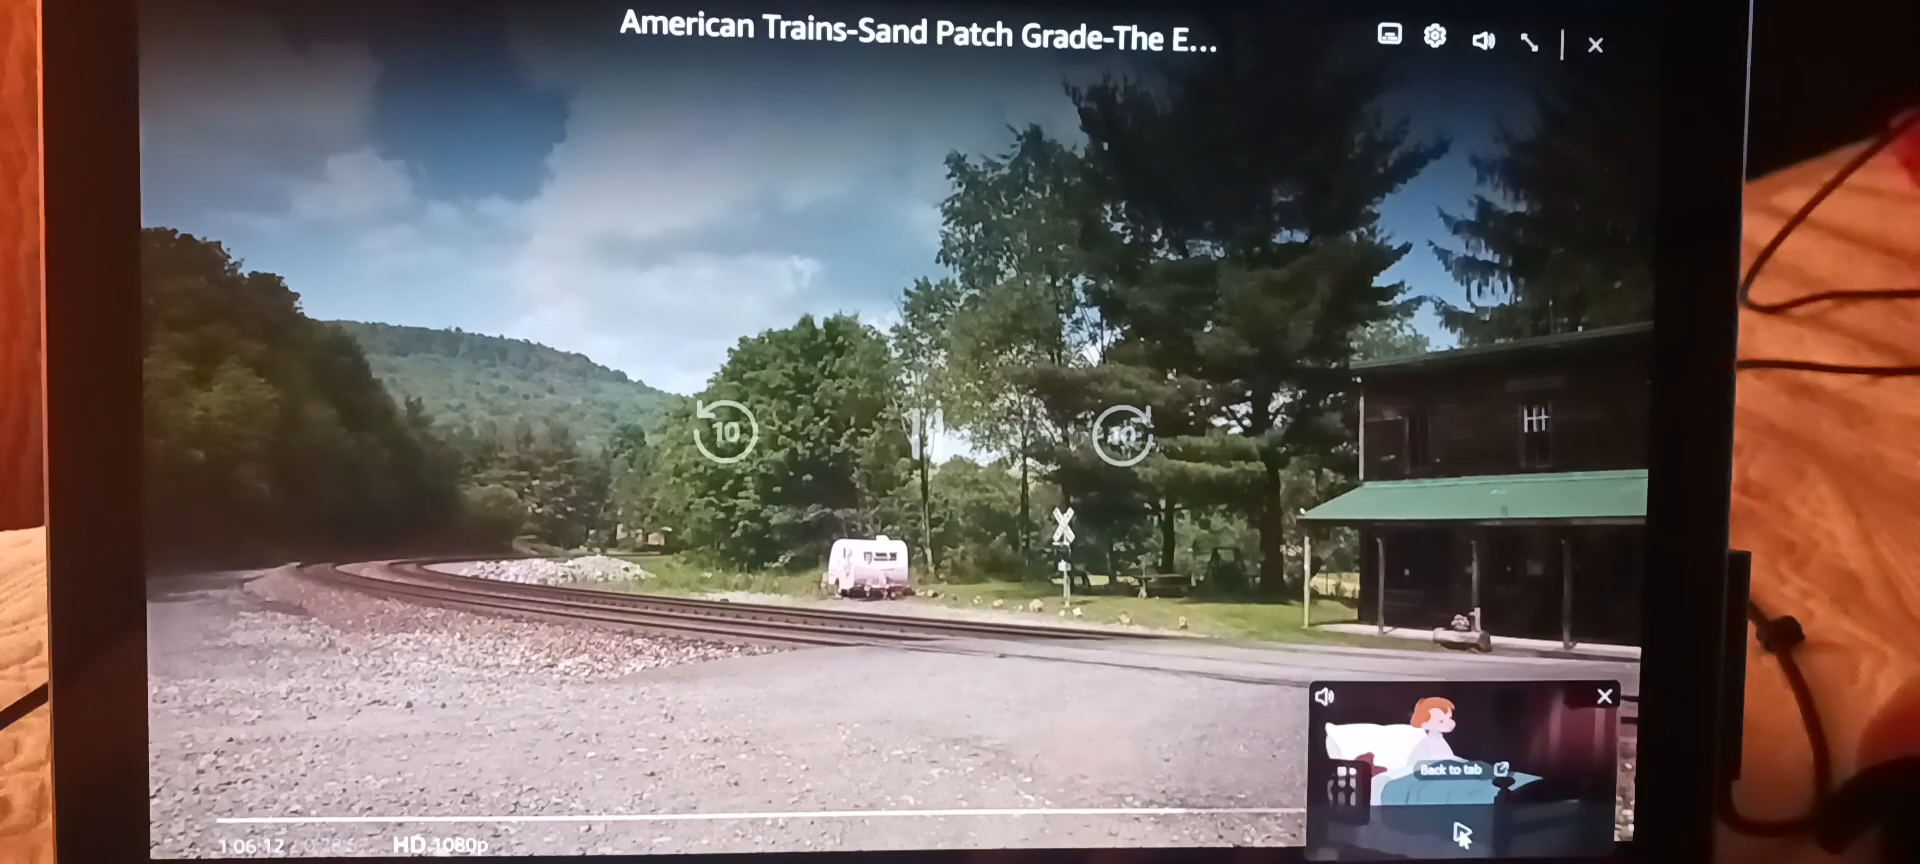 American Trains-Sand Patch Grade-The E...
10
10
Back to tab
1:06:12
HD 1080p